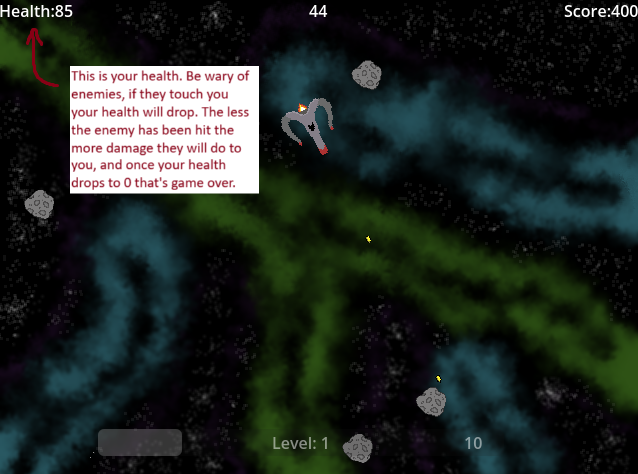 Health:85
44
Score:400
This is your health. Be wary of
enemies, if they touch you
your health will drop. The less
the enemy has been hit the
more damage they will do to
you, and once your health
drops to 0 that's game over.
Level: 1
10